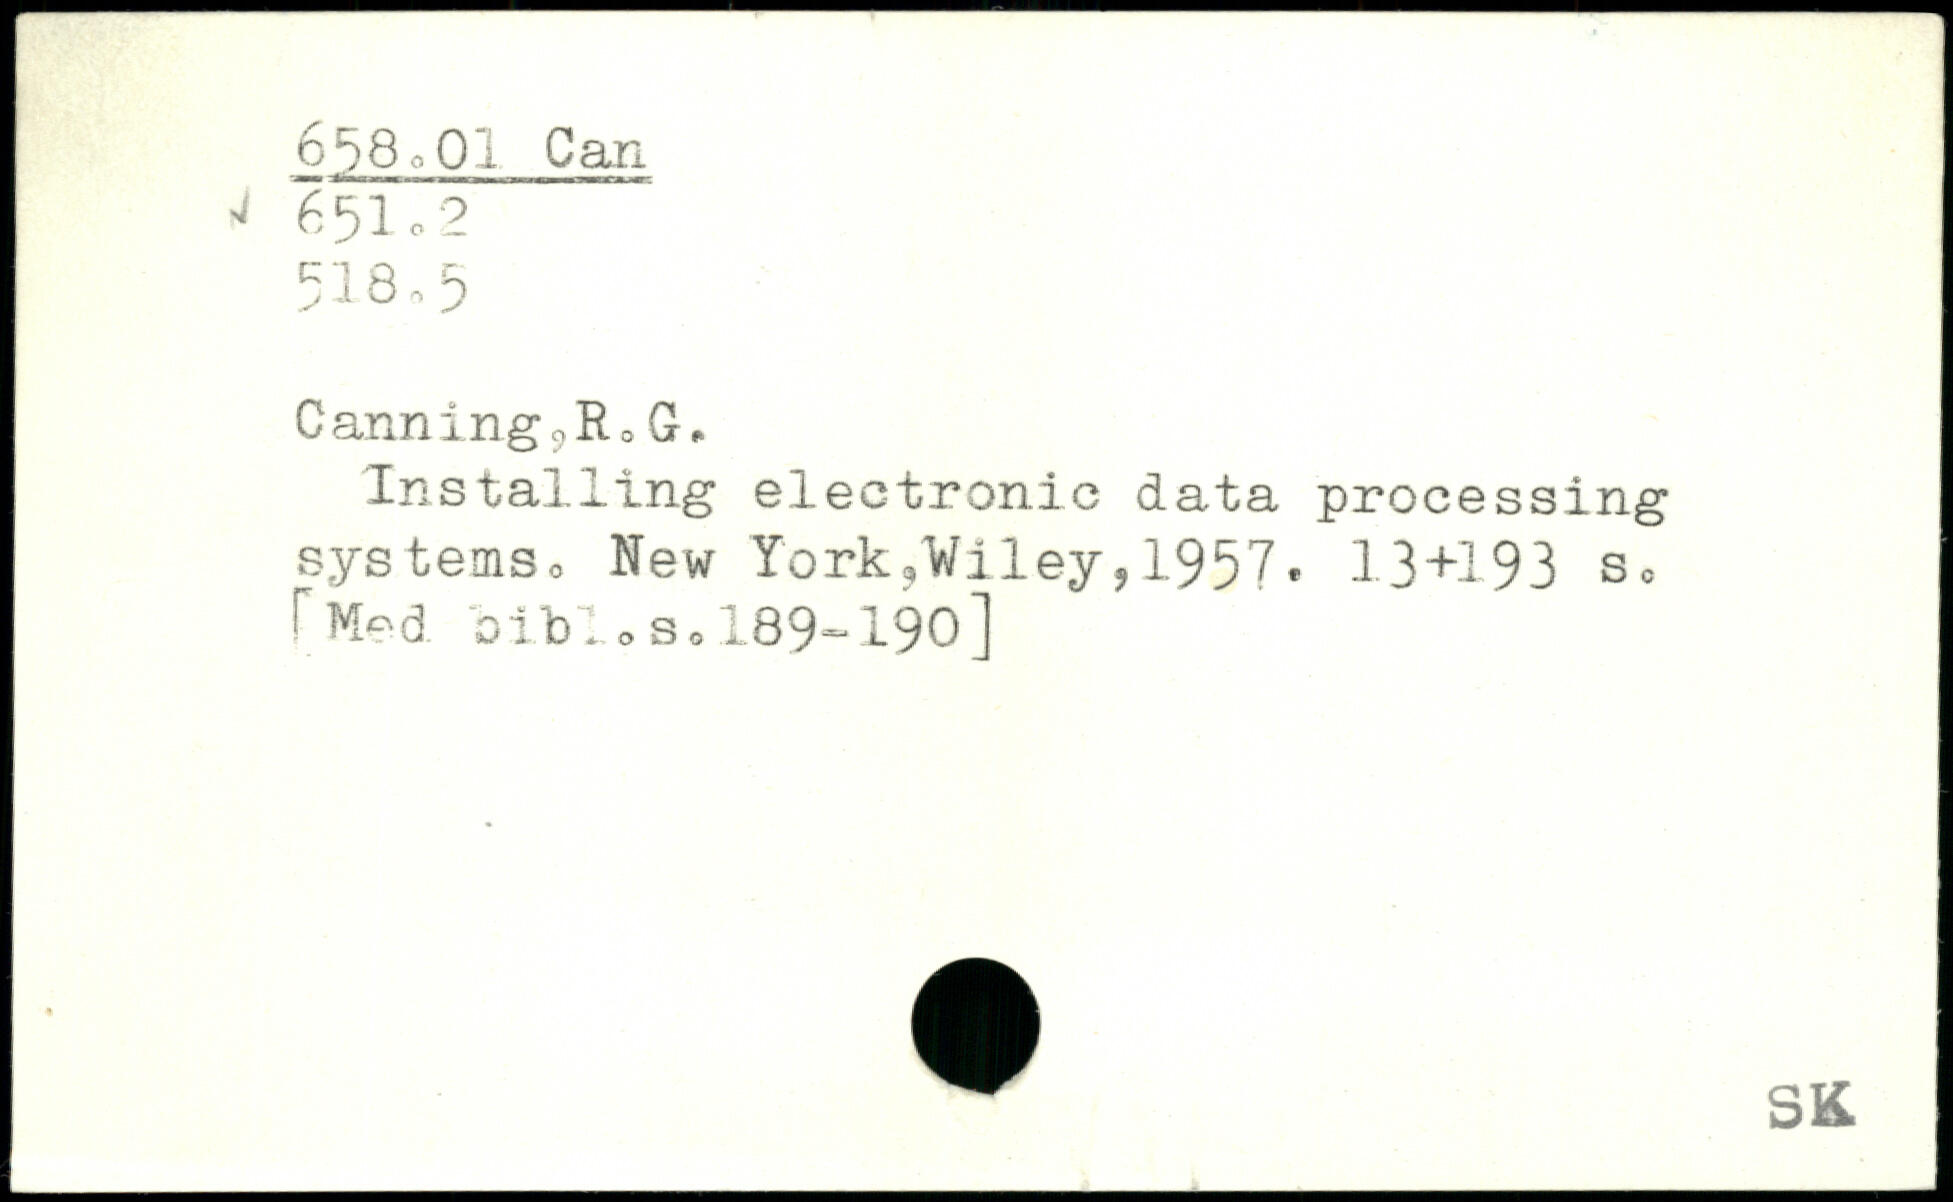 658.01 Can
✓ 651.2
518.5
Canning,R.G.
Installing electronic data processing
systems. New York,Wiley,1957. 13+193 s.
[Med bibl.s.189-190]
SK